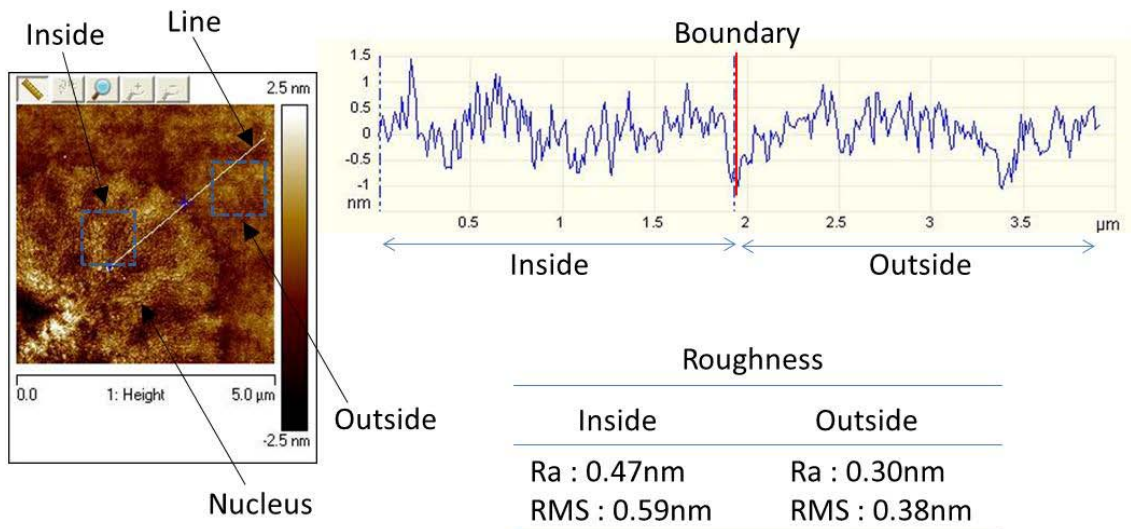 Inside
Line
2.5 nm
0.0
1: Height
5.0 µm
-2.5 nm
Outside
Nucleus
Boundary
1.5
1
0.5
0
-0.5
-1
nm
0.5
1
1.5
2
2.5
3
3.5
µm
Inside
Outside
Roughness
Inside
Outside
Ra : 0.47nm
Ra : 0.30nm
RMS : 0.59nm
RMS : 0.38nm